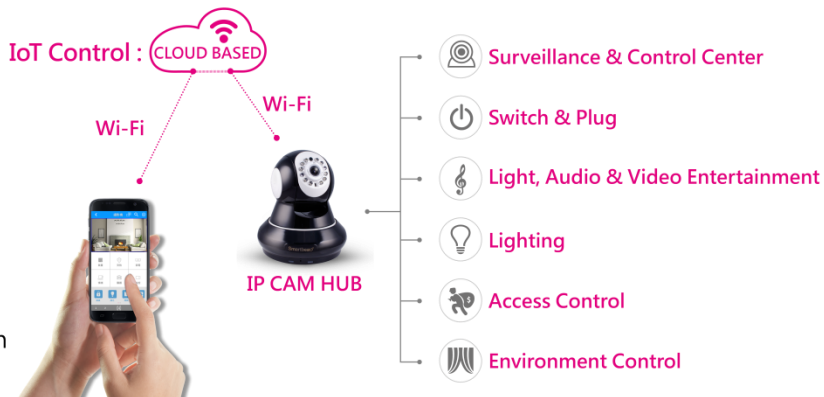 IoT Control :
CLOUD BASED
Wi-Fi
Wi-Fi
IP CAM HUB
Surveillance & Control Center
Switch & Plug
Light, Audio & Video Entertainment
Lighting
$
Access Control
Environment Control
n